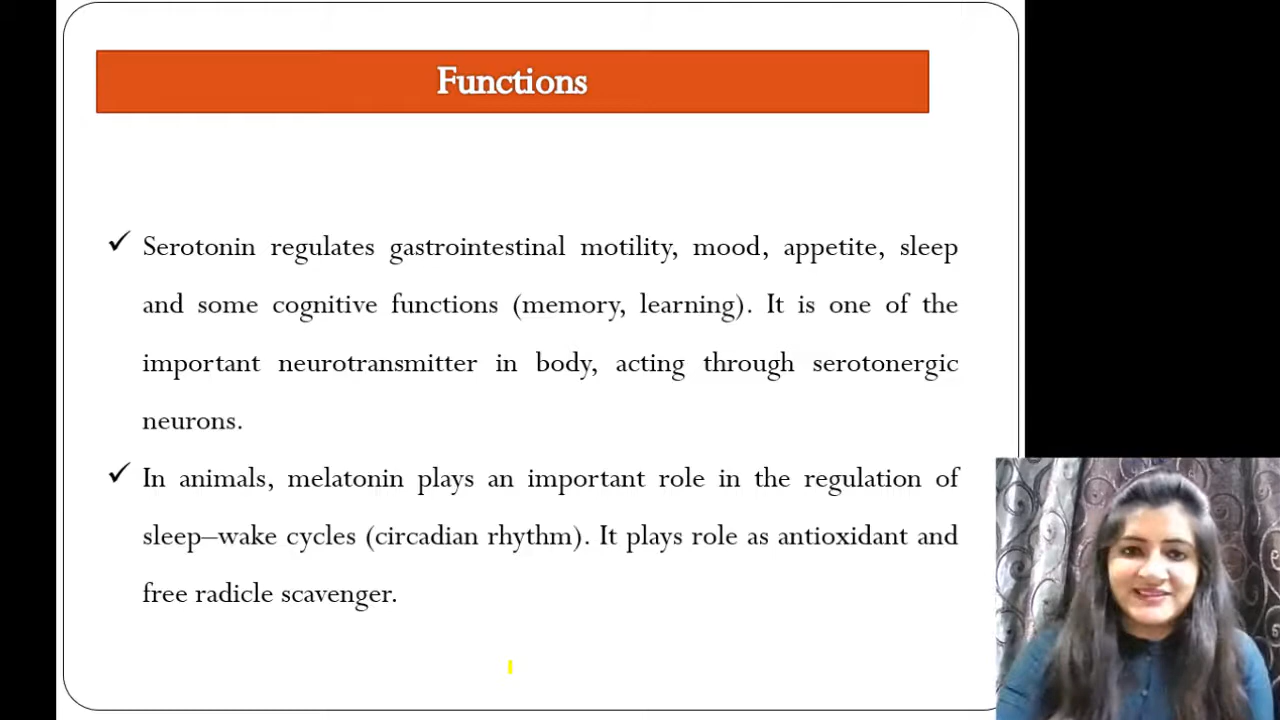 Functions
✓ Serotonin regulates gastrointestinal motility, mood, appetite, sleep
and some cognitive functions (memory, learning). It is one of the
important neurotransmitter in body, acting through serotonergic
neurons.
✓ In animals, melatonin plays an important role in the regulation of
sleep–wake cycles (circadian rhythm). It plays role as antioxidant and
free radicle scavenger.